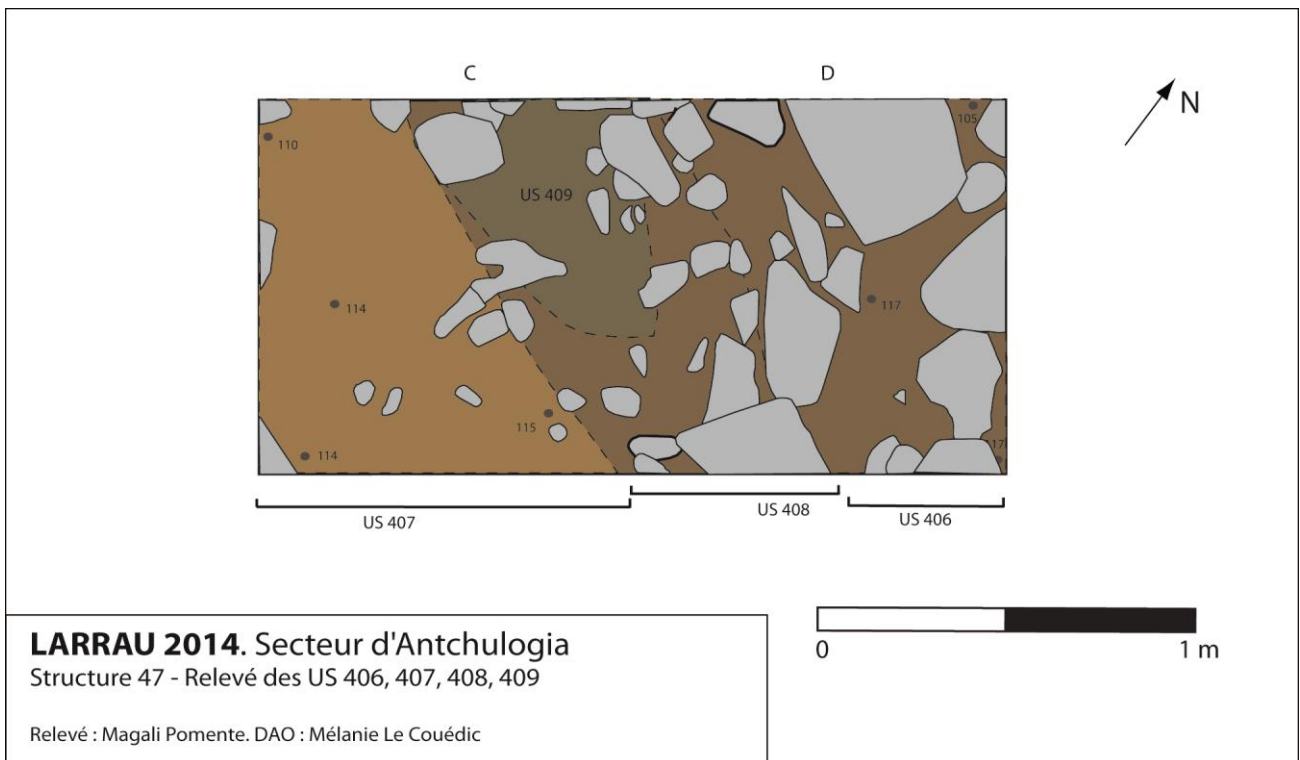 C D
N
110
105
US 409
114
117
115
114
117
US 407
US 408
US 406
0 1 m
LARRAU 2014. Secteur d'Antchulogia
Structure 47 - Relevé des US 406, 407, 408, 409
Relevé : Magali Pomente. DAO : Mélanie Le Couédic